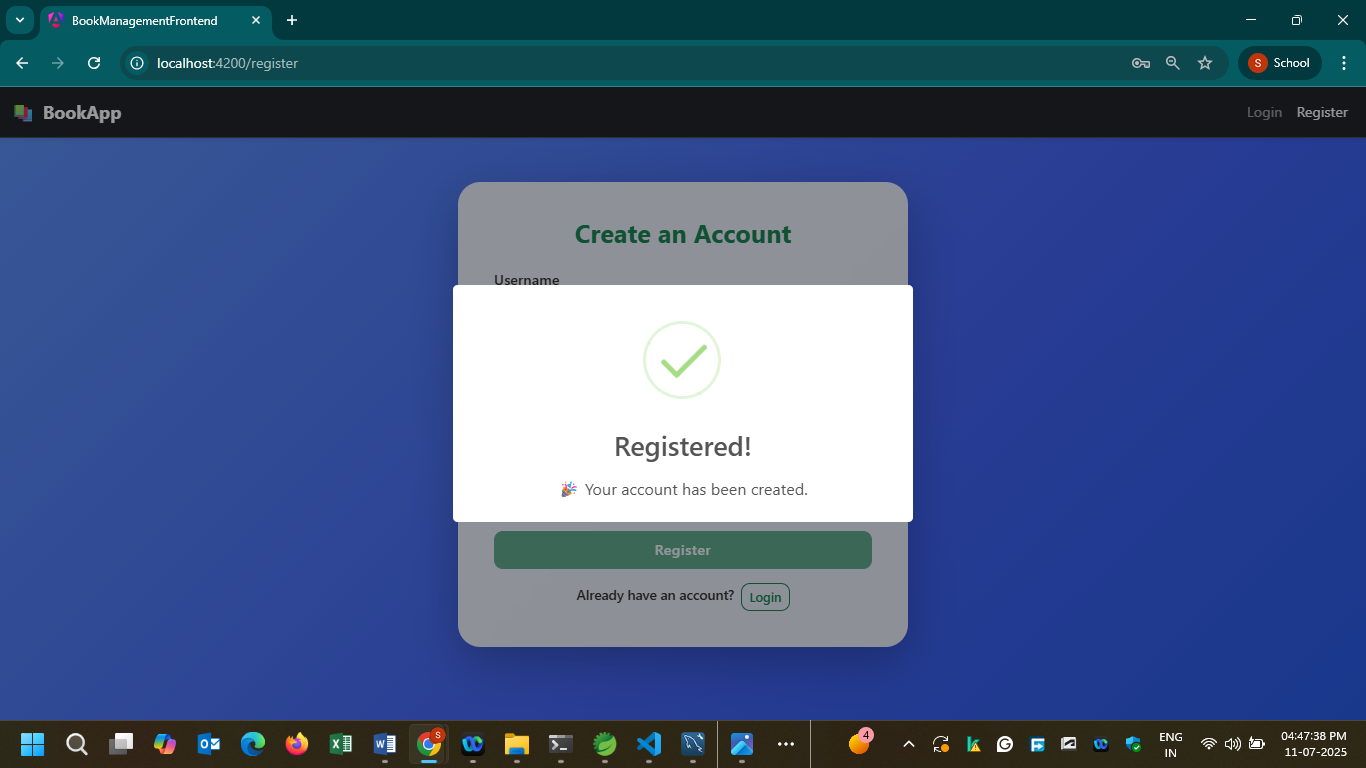 BookManagementFrontend
localhost:4200/register
S School
BookApp
Login Register
Create an Account
Username
Registered!
🎉 Your account has been created.
Register
Already have an account? Login
S
4
ENG
IN
04:47:38 PM
11-07-2025